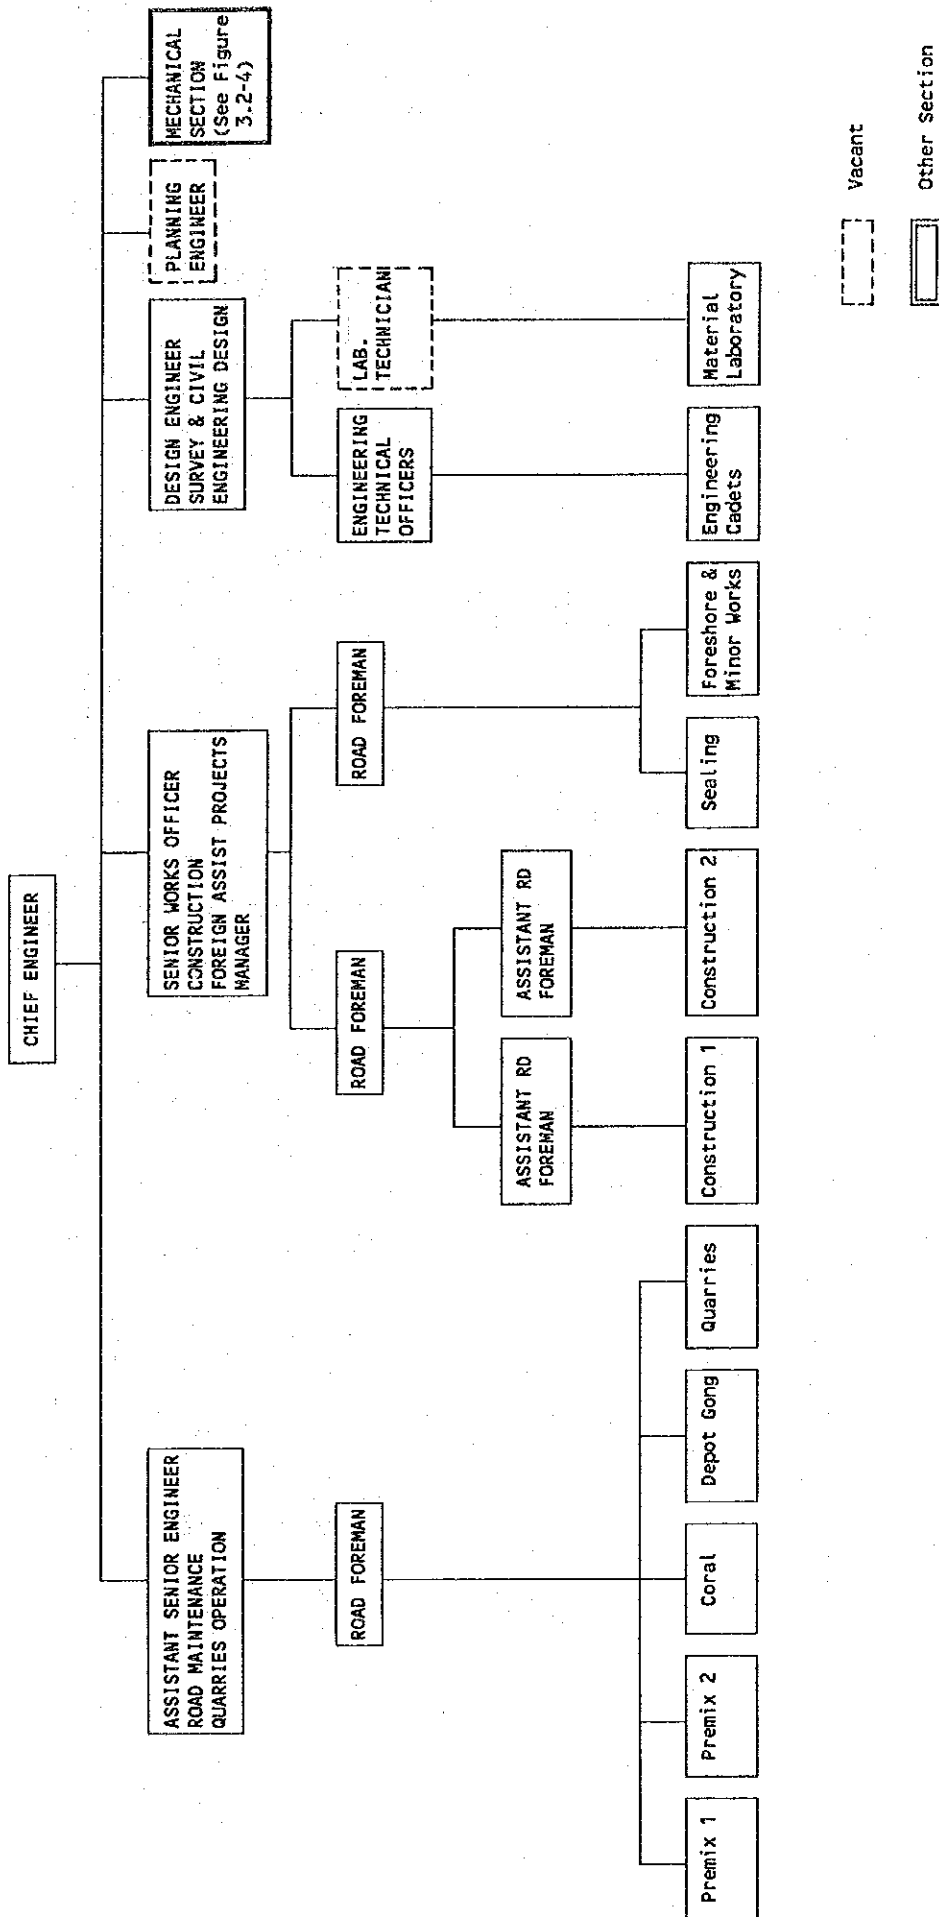 CHIEF ENGINEER
ASSISTANT SENIOR ENGINEER
ROAD MAINTENANCE
QUARRIES OPERATION
SENIOR WORKS OFFICER
CONSTRUCTION
FOREIGN ASSIST PROJECTS
MANAGER
DESIGN ENGINEER
SURVEY & CIVIL
ENGINEERING DESIGN
PLANNING
ENGINEER
MECHANICAL
SECTION
(See Figure
3.2-4)
ROAD FOREMAN
ROAD FOREMAN
ROAD FOREMAN
ENGINEERING
TECHNICAL
OFFICERS
LAB.
TECHNICIAN
ASSISTANT RD
FOREMAN
ASSISTANT RD
FOREMAN
Premix 1
Premix 2
Coral
Depot Gong
Quarries
Construction 1
Construction 2
Sealing
Foreshore &
Minor Works
Engineering
Cadets
Material
Laboratory
Vacant
Other Section